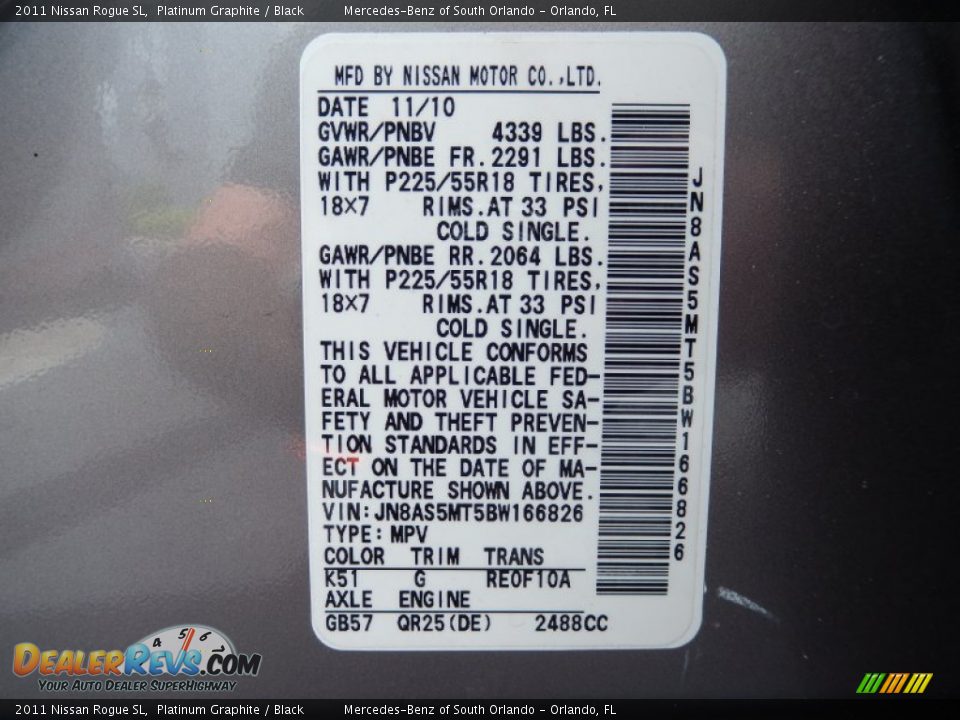 2011 Nissan Rogue SL,  Platinum Graphite / Black    Mercedes-Benz of South Orlando - Orlando, FL
MFD BY NISSAN MOTOR CO.,LTD.
DATE 11/10
GVWR/PNBV 4339 LBS.
GAWR/PNBE FR.2291 LBS.
WITH P225/55R18 TIRES,
18X7 RIMS.AT 33 PSI
COLD SINGLE.
GAWR/PNBE RR.2064 LBS.
WITH P225/55R18 TIRES,
18X7 RIMS.AT 33 PSI
COLD SINGLE.
THIS VEHICLE CONFORMS
TO ALL APPLICABLE FED-
ERAL MOTOR VEHICLE SA-
FETY AND THEFT PREVEN-
TION STANDARDS IN EFF-
ECT ON THE DATE OF MA-
NUFACTURE SHOWN ABOVE.
VIN:JN8AS5MT5BW166826
TYPE:MPV
COLOR TRIM TRANS
K51 G RE0F10A
AXLE ENGINE
GB57 QR25(DE) 2488CC
JN8AS5MT5BW166826
4 5 6
DEALERREVS.COM
YOUR AUTO DEALER SUPERHIGHWAY
2011 Nissan Rogue SL,  Platinum Graphite / Black    Mercedes-Benz of South Orlando - Orlando, FL